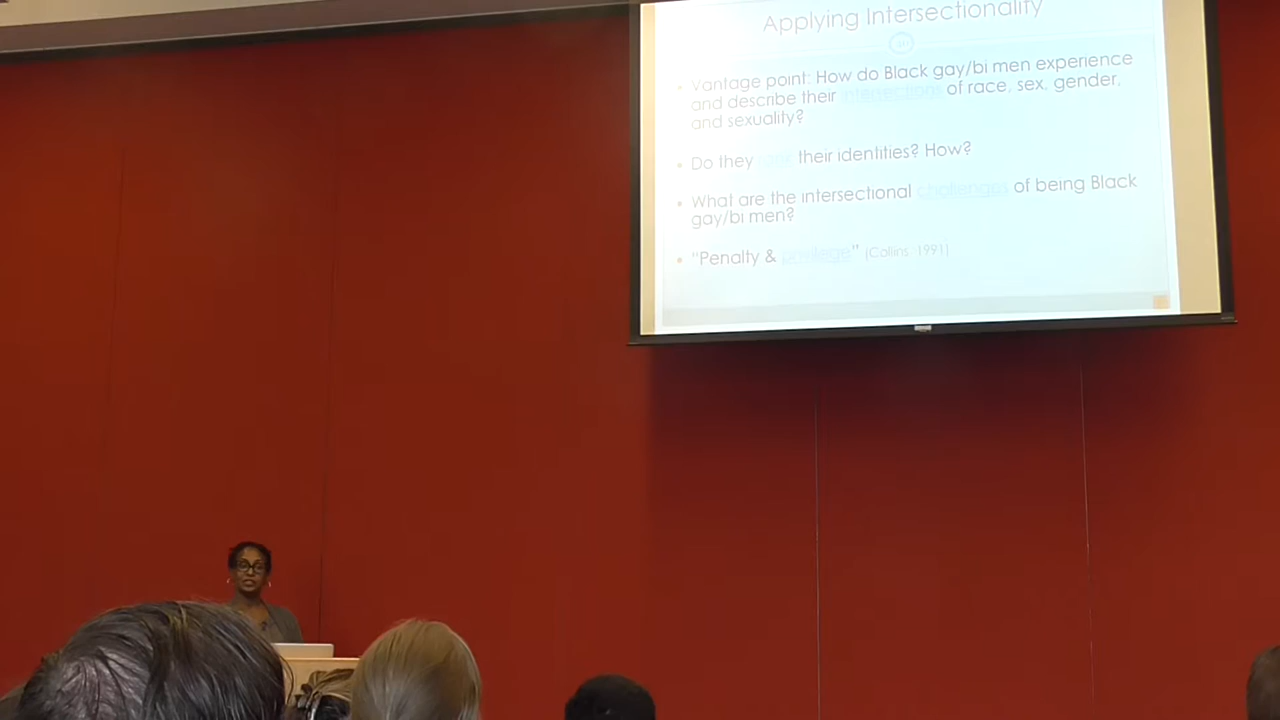 Applying Intersectionality
40
Vantage point: How do Black gay/bi men experience
and describe their intersections of race, sex, gender,
and sexuality?
Do they rank their identities? How?
What are the intersectional challenges of being Black
gay/bi men?
"Penalty & privilege" (Collins, 1991)